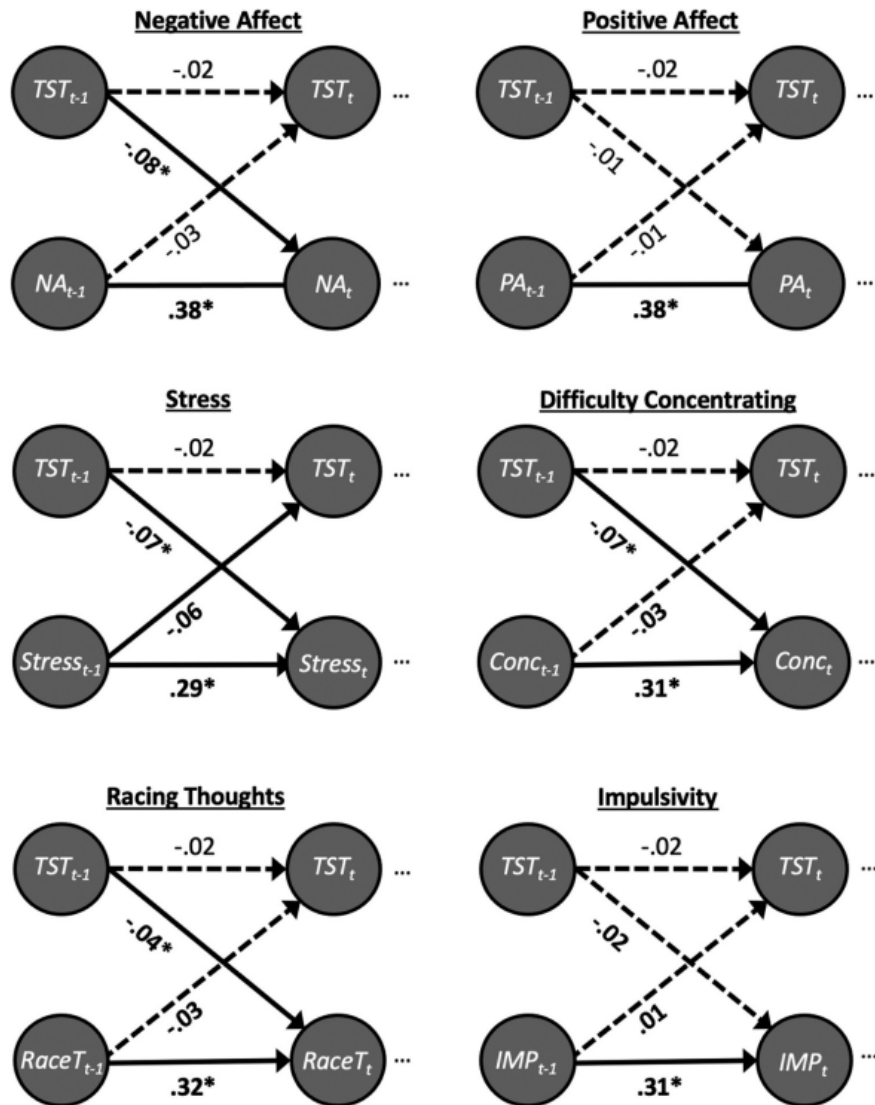 Negative Affect
TSTt-1 -.02 TSTt ...
-.08*
-.03
NAt-1 .38* NAt ...
Positive Affect
TSTt-1 -.02 TSTt ...
-.01
-.01
PAt-1 .38* PAt ...
Stress
TSTt-1 -.02 TSTt ...
-.07*
-.06
Stresst-1 .29* Stresst ...
Difficulty Concentrating
TSTt-1 -.02 TSTt ...
-.07*
-.03
Conct-1 .31* Conct ...
Racing Thoughts
TSTt-1 -.02 TSTt ...
-.04*
-.03
RaceTt-1 .32* RaceTt ...
Impulsivity
TSTt-1 -.02 TSTt ...
-.02
.01
IMPt-1 .31* IMPt ...